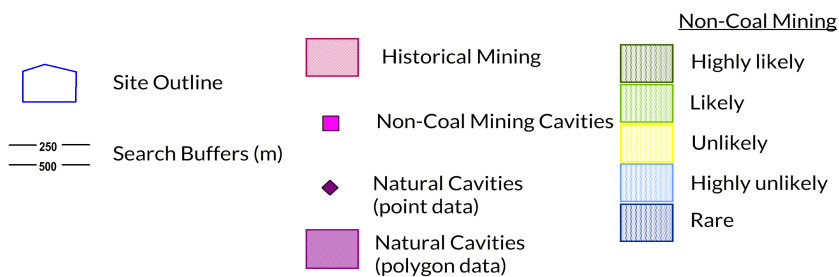 Non-Coal Mining
Site Outline
250
500
Search Buffers (m)
Historical Mining
Non-Coal Mining Cavities
Natural Cavities
(point data)
Natural Cavities
(polygon data)
Highly likely
Likely
Unlikely
Highly unlikely
Rare